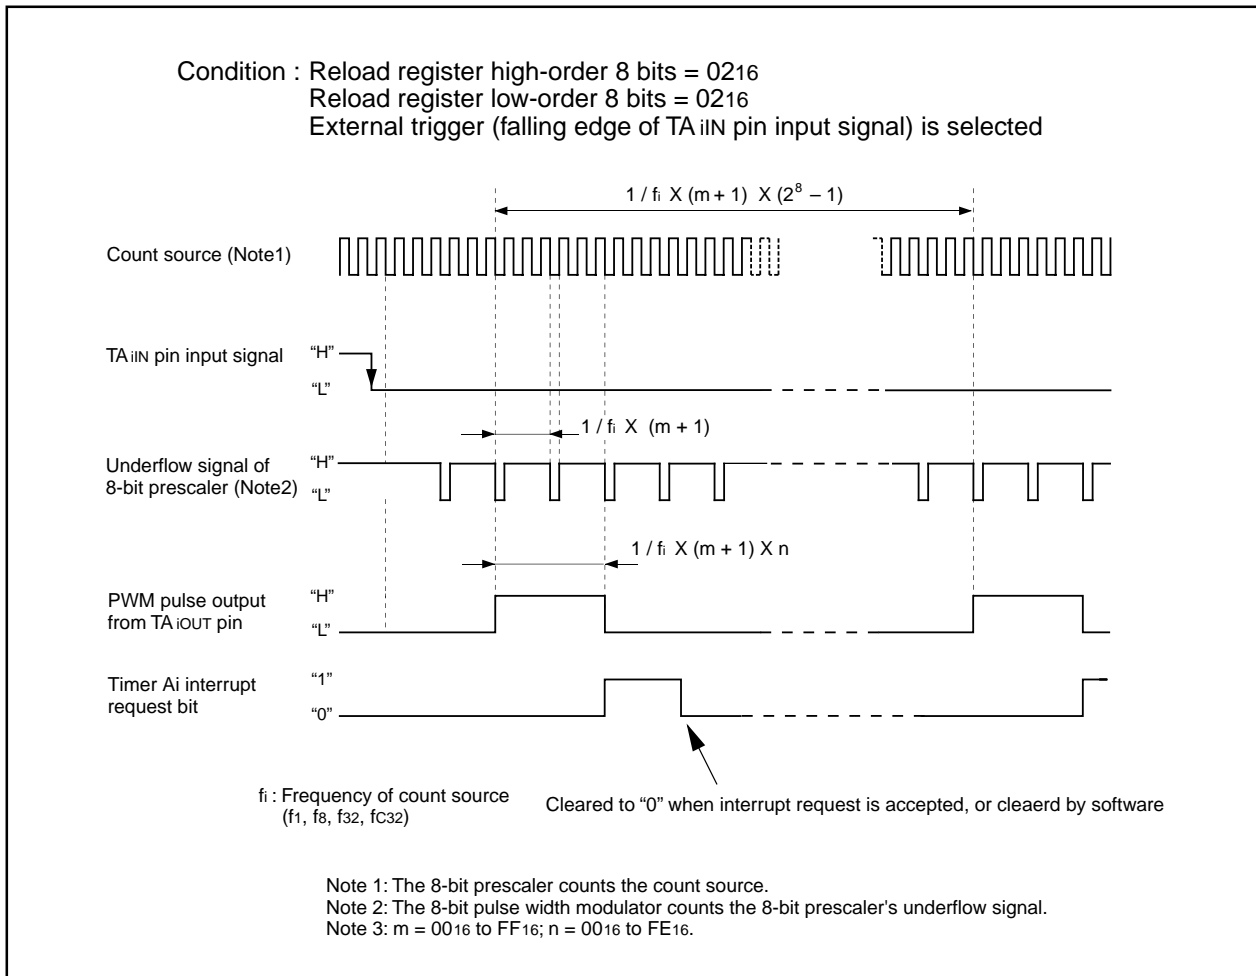 Condition : Reload register high-order 8 bits = 0216
Reload register low-order 8 bits = 0216
External trigger (falling edge of TAiIN pin input signal) is selected
1 / fi X (m + 1) X (2^8 – 1)
Count source (Note1)
TAiIN pin input signal
“H”
“L”
1 / fi X (m + 1)
Underflow signal of
8-bit prescaler (Note2)
“H”
“L”
1 / fi X (m + 1) X n
PWM pulse output
from TAiOUT pin
“H”
“L”
Timer Ai interrupt
request bit
“1”
“0”
fi : Frequency of count source
(f1, f8, f32, fC32)
Cleared to “0” when interrupt request is accepted, or cleaerd by software
Note 1: The 8-bit prescaler counts the count source.
Note 2: The 8-bit pulse width modulator counts the 8-bit prescaler's underflow signal.
Note 3: m = 0016 to FF16; n = 0016 to FE16.